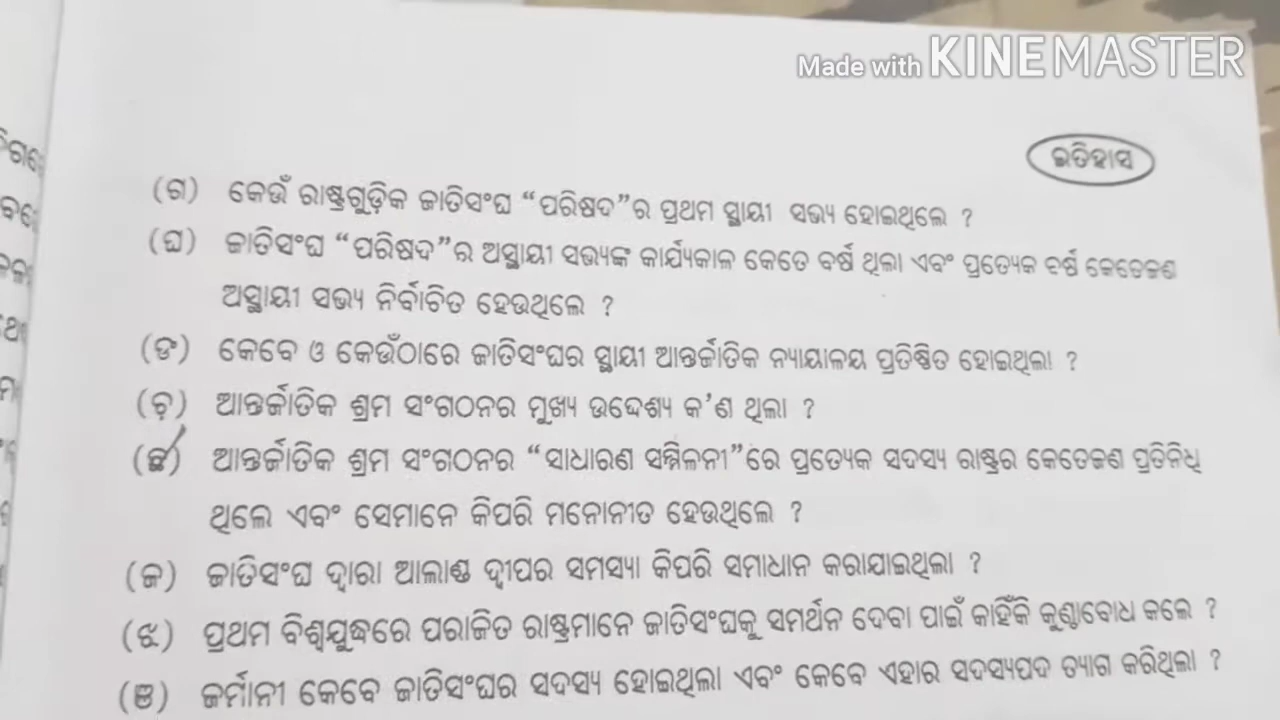 Made with KINEMASTER
ଇତିହାସ
(ଗ) କେଉଁ ରାଷ୍ଟ୍ରଗୁଡ଼ିକ ଜାତିସଂଘ “ପରିଷଦ”ର ପ୍ରଥମ ସ୍ଥାୟୀ ସଭ୍ୟ ହୋଇଥିଲେ ?
(ଘ) ଜାତିସଂଘ “ପରିଷଦ”ର ଅସ୍ଥାୟୀ ସଭ୍ୟଙ୍କ କାର୍ଯ୍ୟକାଳ କେତେ ବର୍ଷ ଥିଲା ଏବଂ ପ୍ରତ୍ୟେକ ବର୍ଷ କେତେଜଣ
ଅସ୍ଥାୟୀ ସଭ୍ୟ ନିର୍ବାଚିତ ହେଉଥିଲେ ?
(ଙ) କେବେ ଓ କେଉଁଠାରେ ଜାତିସଂଘର ସ୍ଥାୟୀ ଆନ୍ତର୍ଜାତିକ ନ୍ୟାୟାଳୟ ପ୍ରତିଷ୍ଠିତ ହୋଇଥିଲା ?
(ଚ) ଆନ୍ତର୍ଜାତିକ ଶ୍ରମ ସଂଗଠନର ମୁଖ୍ୟ ଉଦ୍ଦେଶ୍ୟ କ’ଣ ଥିଲା ?
(ଛ) ଆନ୍ତର୍ଜାତିକ ଶ୍ରମ ସଂଗଠନର “ସାଧାରଣ ସମ୍ମିଳନୀ”ରେ ପ୍ରତ୍ୟେକ ସଦସ୍ୟ ରାଷ୍ଟ୍ରର କେତେଜଣ ପ୍ରତିନିଧି
ଥିଲେ ଏବଂ ସେମାନେ କିପରି ମନୋନୀତ ହେଉଥିଲେ ?
(ଜ) ଜାତିସଂଘ ଦ୍ୱାରା ଆଲାଣ୍ଡ ଦ୍ୱୀପର ସମସ୍ୟା କିପରି ସମାଧାନ କରାଯାଇଥିଲା ?
(ଝ) ପ୍ରଥମ ବିଶ୍ୱଯୁଦ୍ଧରେ ପରାଜିତ ରାଷ୍ଟ୍ରମାନେ ଜାତିସଂଘକୁ ସମର୍ଥନ ଦେବା ପାଇଁ କାହିଁକି କୁଣ୍ଠାବୋଧ କଲେ ?
(ଞ) ଜର୍ମାନୀ କେବେ ଜାତିସଂଘର ସଦସ୍ୟ ହୋଇଥିଲା ଏବଂ କେବେ ଏହାର ସଦସ୍ୟପଦ ତ୍ୟାଗ କରିଥିଲା ?